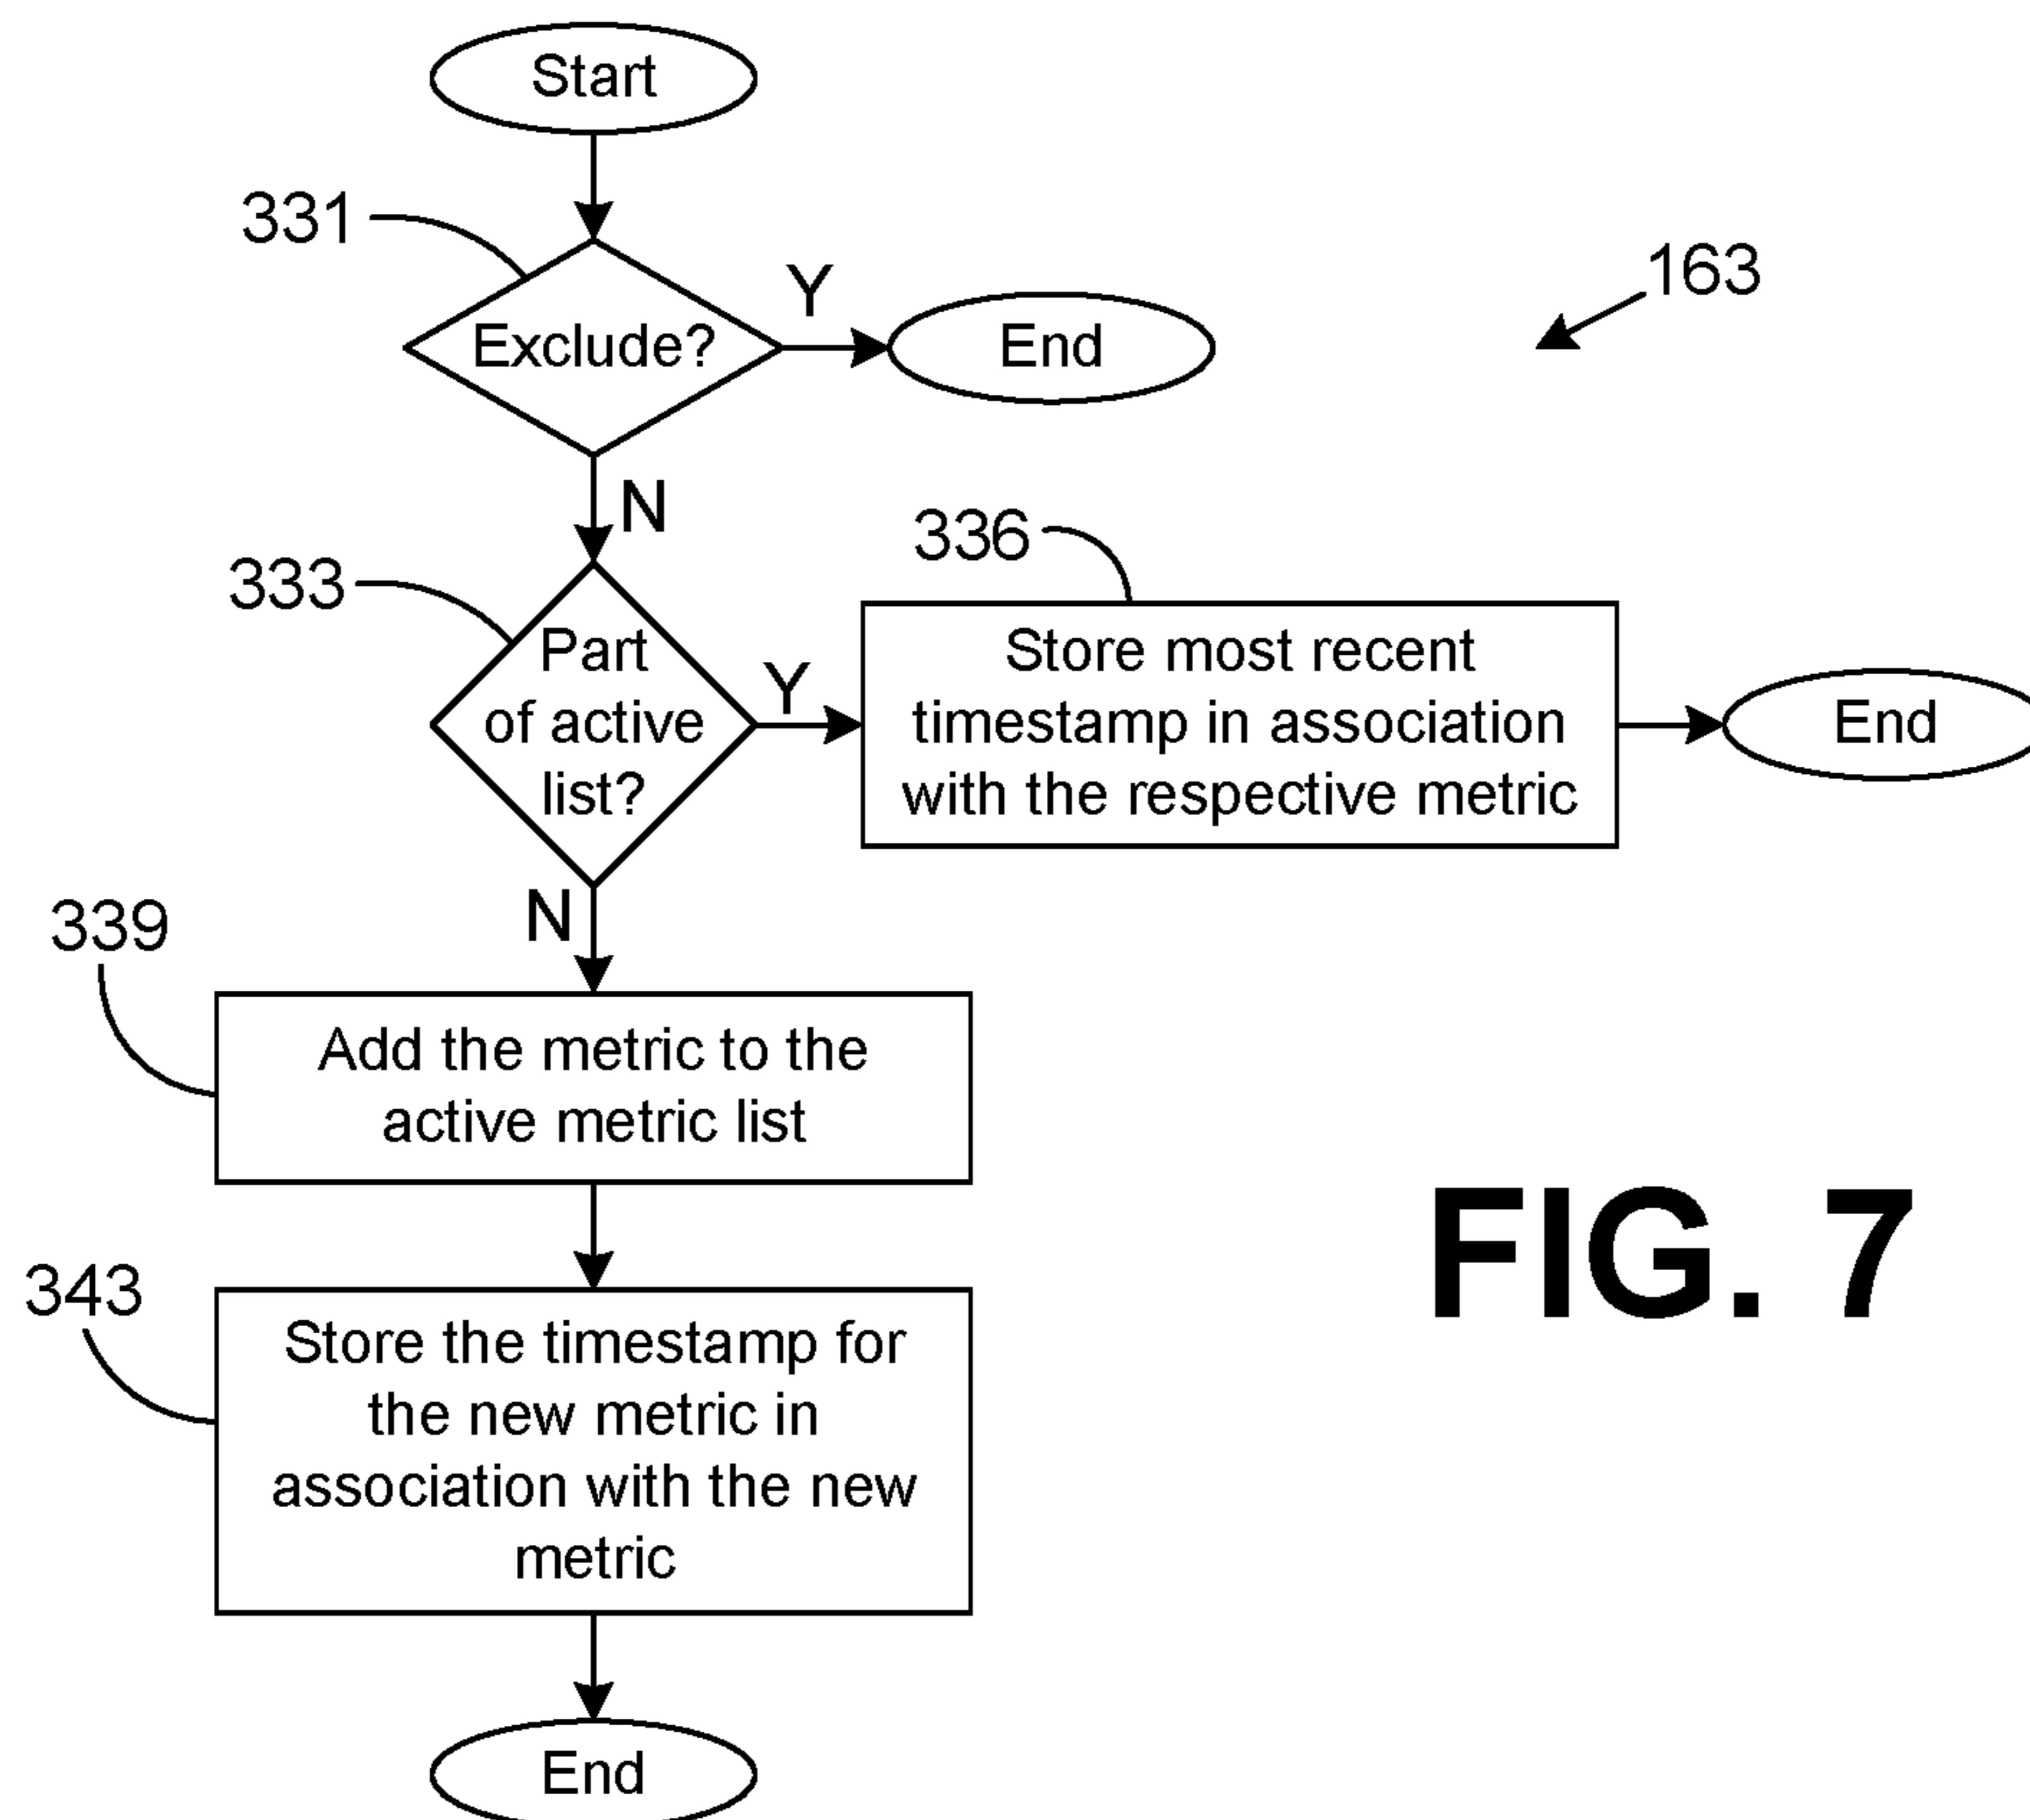 Start
331
Exclude?
Y
End
163
N
333
Part
of active
list?
Y
336
Store most recent
timestamp in association
with the respective metric
End
N
339
Add the metric to the
active metric list
343
Store the timestamp for
the new metric in
association with the new
metric
End
FIG. 7